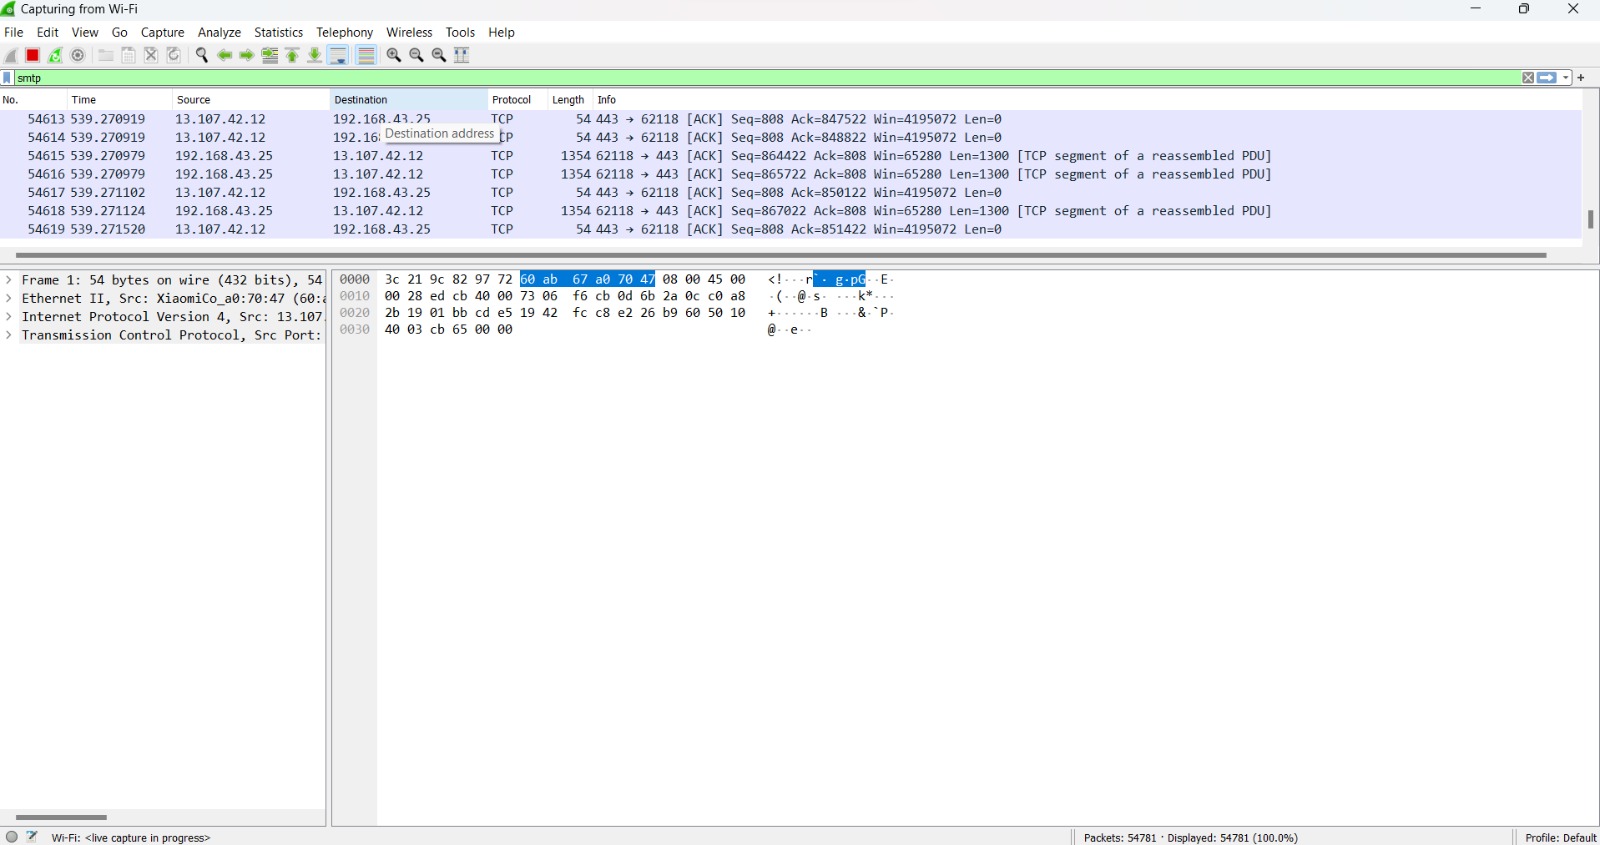 Capturing from Wi-Fi
File Edit View Go Capture Analyze Statistics Telephony Wireless Tools Help
smtp
No. Time Source Destination Protocol Length Info
54613 539.270919 13.107.42.12 192.168.43.25 TCP 54 443 → 62118 [ACK] Seq=808 Ack=847522 Win=4195072 Len=0
54614 539.270919 13.107.42.12 54 443 → 62118 [ACK] Seq=808 Ack=848822 Win=4195072 Len=0
Destination address
54615 539.270979 192.168.43.25 13.107.42.12 TCP 1354 62118 → 443 [ACK] Seq=864422 Ack=808 Win=65280 Len=1300 [TCP segment of a reassembled PDU]
54616 539.270979 192.168.43.25 13.107.42.12 TCP 1354 62118 → 443 [ACK] Seq=865722 Ack=808 Win=65280 Len=1300 [TCP segment of a reassembled PDU]
54617 539.271102 13.107.42.12 192.168.43.25 TCP 54 443 → 62118 [ACK] Seq=808 Ack=850122 Win=4195072 Len=0
54618 539.271124 192.168.43.25 13.107.42.12 TCP 1354 62118 → 443 [ACK] Seq=867022 Ack=808 Win=65280 Len=1300 [TCP segment of a reassembled PDU]
54619 539.271520 13.107.42.12 192.168.43.25 TCP 54 443 → 62118 [ACK] Seq=808 Ack=851422 Win=4195072 Len=0
Frame 1: 54 bytes on wire (432 bits), 54
Ethernet II, Src: XiaomiCo_a0:70:47 (60:a
Internet Protocol Version 4, Src: 13.107.
Transmission Control Protocol, Src Port:
0000 3c 21 9c 82 97 72 60 ab 67 a0 70 47 08 00 45 00 <!···r`· g·pG··E·
0010 00 28 ed cb 40 00 73 06 f6 cb 0d 6b 2a 0c c0 a8 ·(··@·s· ···k*···
0020 2b 19 01 bb cd e5 19 42 fc c8 e2 26 b9 60 50 10 +······B ···&·`P·
0030 40 03 cb 65 00 00 @··e··
Wi-Fi: <live capture in progress>
Packets: 54781 · Displayed: 54781 (100.0%)
Profile: Default